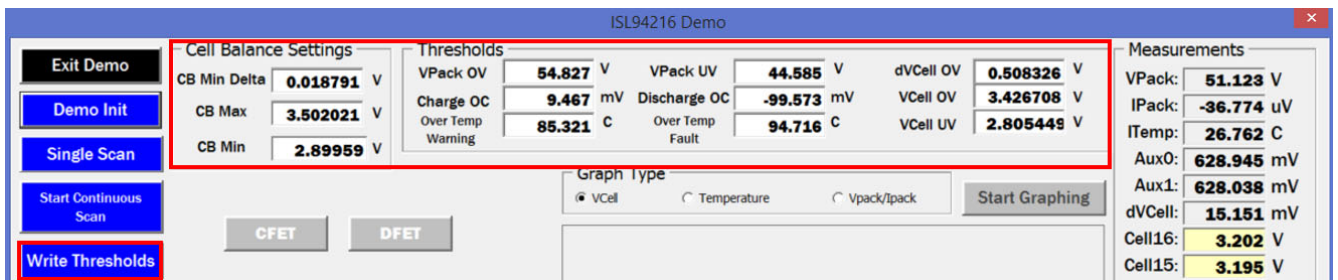 ISL94216 Demo
Exit Demo
Demo Init
Single Scan
Start Continuous
Scan
Write Thresholds
Cell Balance Settings
CB Min Delta 0.018791 V
CB Max 3.502021 V
CB Min 2.89959 V
Thresholds
VPack OV 54.827 V VPack UV 44.585 V dVCell OV 0.508326 V
Charge OC 9.467 mV Discharge OC -99.573 mV VCell OV 3.426708 V
Over Temp
Warning 85.321 C Over Temp
Fault 94.716 C VCell UV 2.805449 V
Graph Type
VCell Temperature Vpack/Ipack
Start Graphing
CFET DFET
Measurements
VPack: 51.123 V
IPack: -36.774 uV
ITemp: 26.762 C
Aux0: 628.945 mV
Aux1: 628.038 mV
dVCell: 15.151 mV
Cell16: 3.202 V
Cell15: 3.195 V